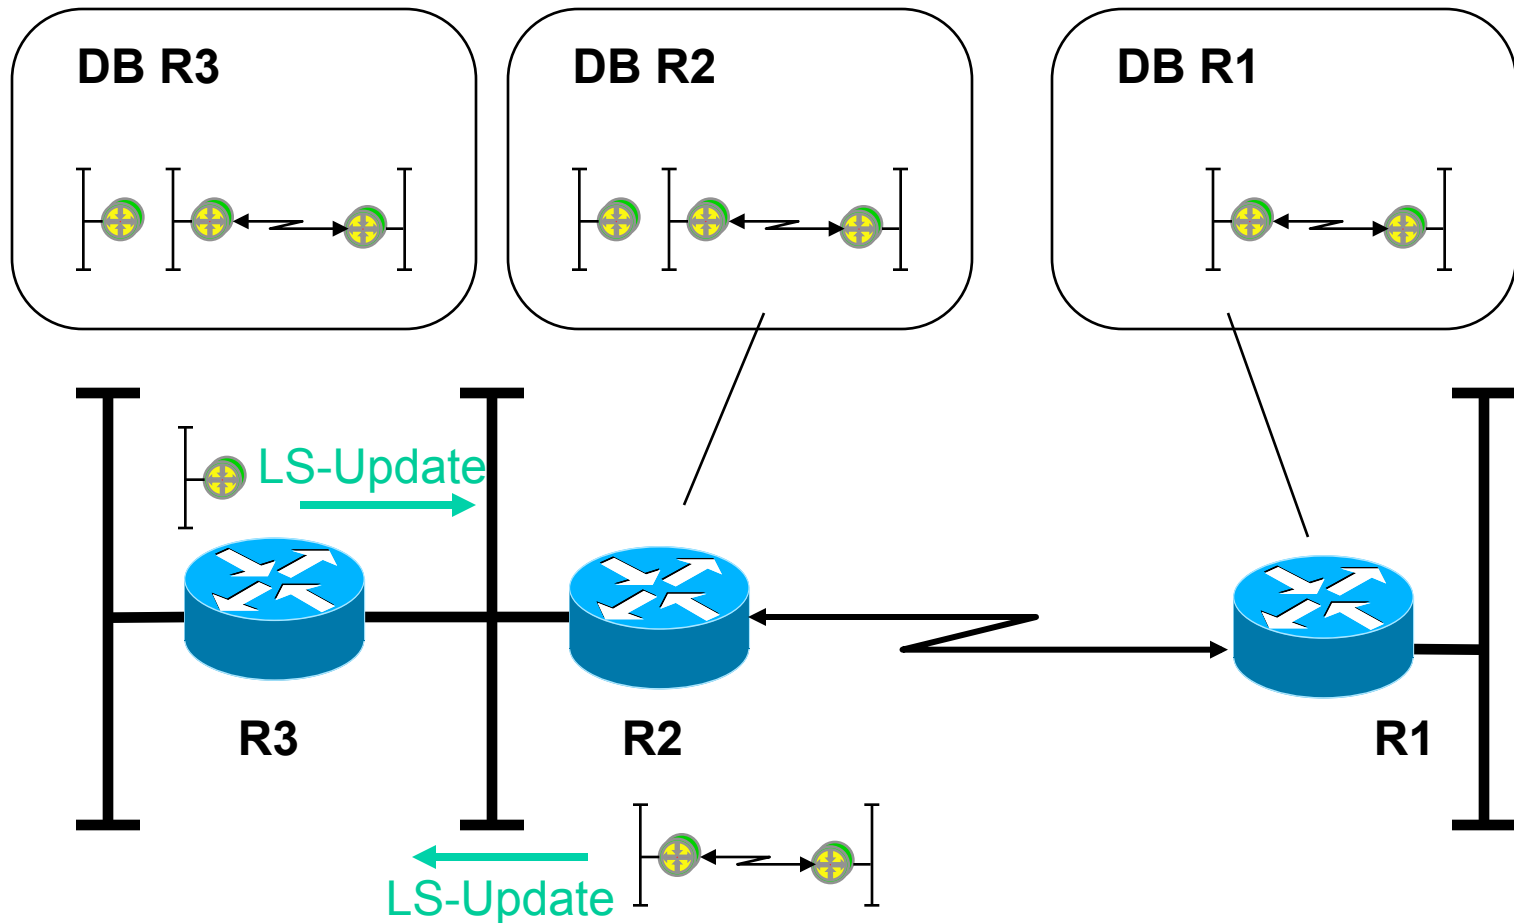 DB R3
DB R2
DB R1
LS-Update
R3
R2
R1
LS-Update